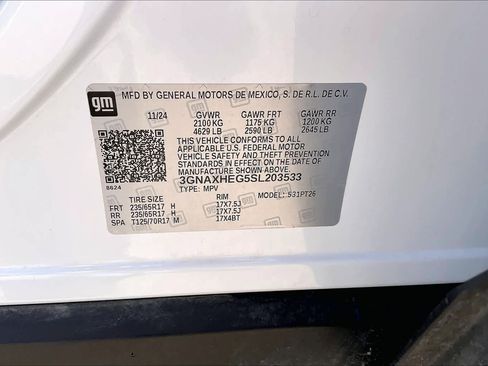 gm
MFD BY GENERAL MOTORS DE MEXICO, S. DE R.L. DE C.V.
11/24 GVWR GAWR FRT GAWR RR
2100 KG 1175 KG 1200 KG
4629 LB 2590 LB 2645 LB
THIS VEHICLE CONFORMS TO ALL
APPLICABLE U.S. FEDERAL MOTOR
VEHICLE SAFETY AND THEFT PREVENTION
STANDARDS IN EFFECT ON THE DATE OF
MANUFACTURE SHOWN ABOVE.
8624 3GNAXHEG5SL203533
TYPE: MPV MODEL: 531PT26
TIRE SIZE RIM
FRT 235/65R17 H 17X7.5J
RR 235/65R17 H 17X7.5J
SPA T125/70R17 M 17X4BT